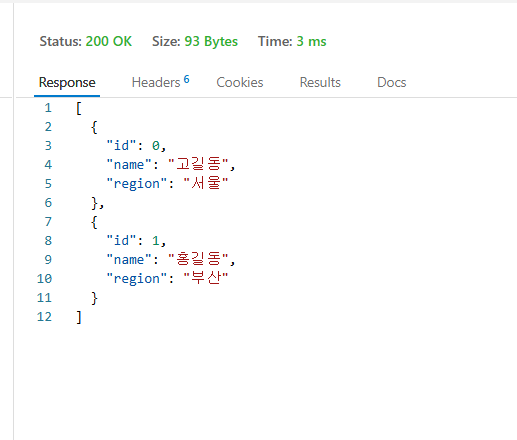 Status: 200 OK Size: 93 Bytes Time: 3 ms
Response Headers 6 Cookies Results Docs
1 [
2 {
3 "id": 0,
4 "name": "고길동",
5 "region": "서울"
6 },
7 {
8 "id": 1,
9 "name": "홍길동",
10 "region": "부산"
11 }
12 ]